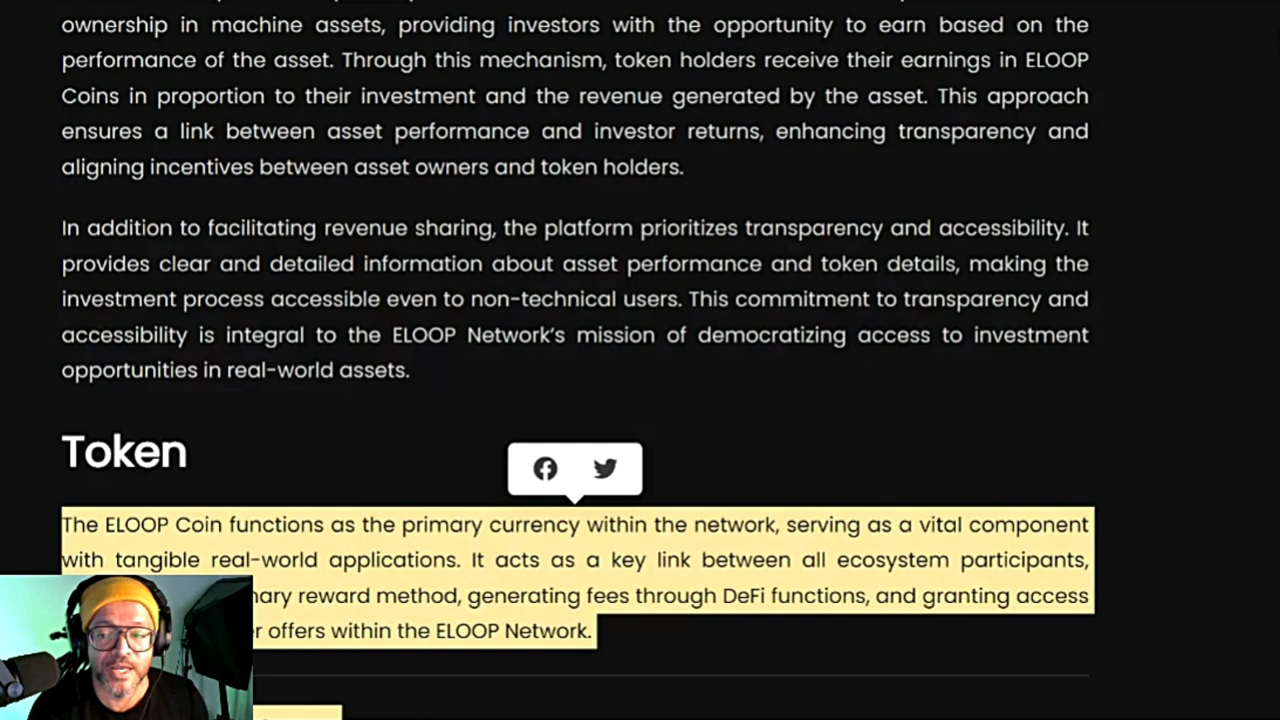 ownership in machine assets, providing investors with the opportunity to earn based on the
performance of the asset. Through this mechanism, token holders receive their earnings in ELOOP
Coins in proportion to their investment and the revenue generated by the asset. This approach
ensures a link between asset performance and investor returns, enhancing transparency and
aligning incentives between asset owners and token holders.
In addition to facilitating revenue sharing, the platform prioritizes transparency and accessibility. It
provides clear and detailed information about asset performance and token details, making the
investment process accessible even to non-technical users. This commitment to transparency and
accessibility is integral to the ELOOP Network's mission of democratizing access to investment
opportunities in real-world assets.
Token
The ELOOP Coin functions as the primary currency within the network, serving as a vital component
with tangible real-world applications. It acts as a key link between all ecosystem participants,
reward method, generating fees through DeFi functions, and granting access
offers within the ELOOP Network.